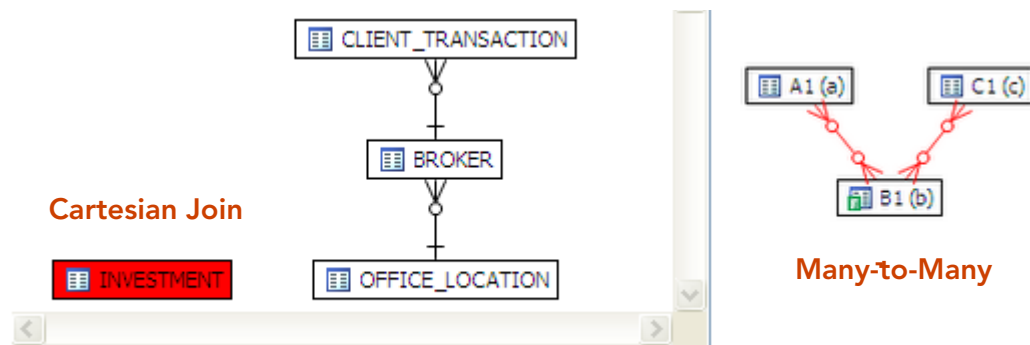 CLIENT_TRANSACTION
BROKER
Cartesian Join
INVESTMENT
OFFICE_LOCATION
A1 (a)
C1 (c)
B1 (b)
Many-to-Many